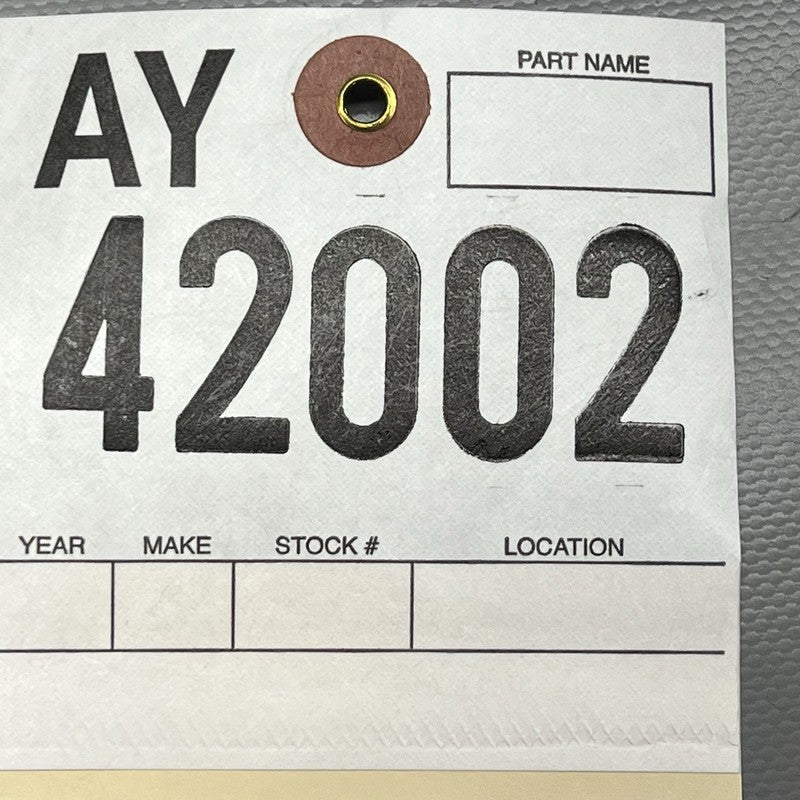 AY
PART NAME
42002
YEAR MAKE STOCK # LOCATION